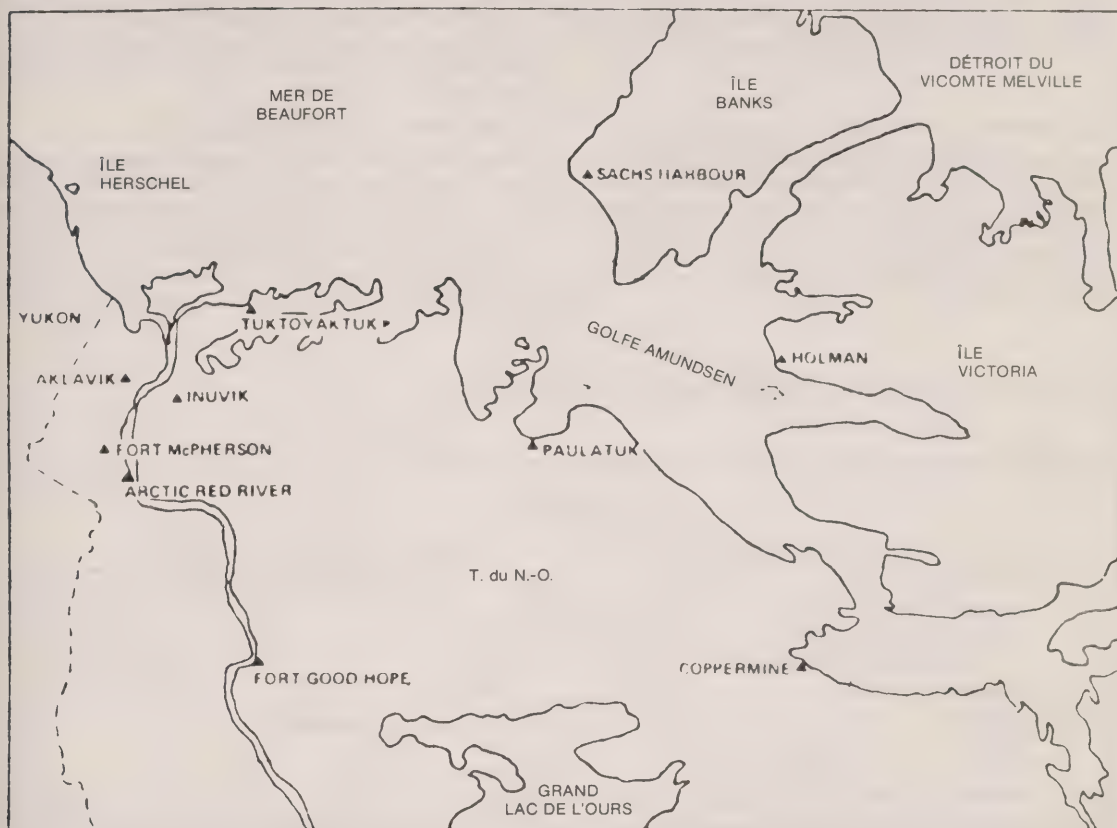 MER DE
BEAUFORT
ÎLE
BANKS
DÉTROIT DU
VICOMTE MELVILLE
ÎLE
HERSCHEL
SACHS HARBOUR
YUKON
TUKTOYAKTUK
GOLFE AMUNDSEN
HOLMAN
ÎLE
VICTORIA
AKLAVIK
INUVIK
FORT McPHERSON
PAULATUK
ARCTIC RED RIVER
T. du N.-O.
FORT GOOD HOPE
COPPERMINE
GRAND
LAC DE L'OURS